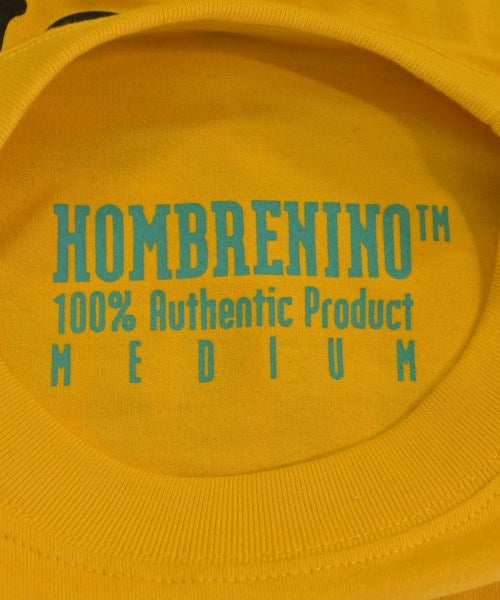 HOMBRENINO™
100% Authentic Product
MEDIUM